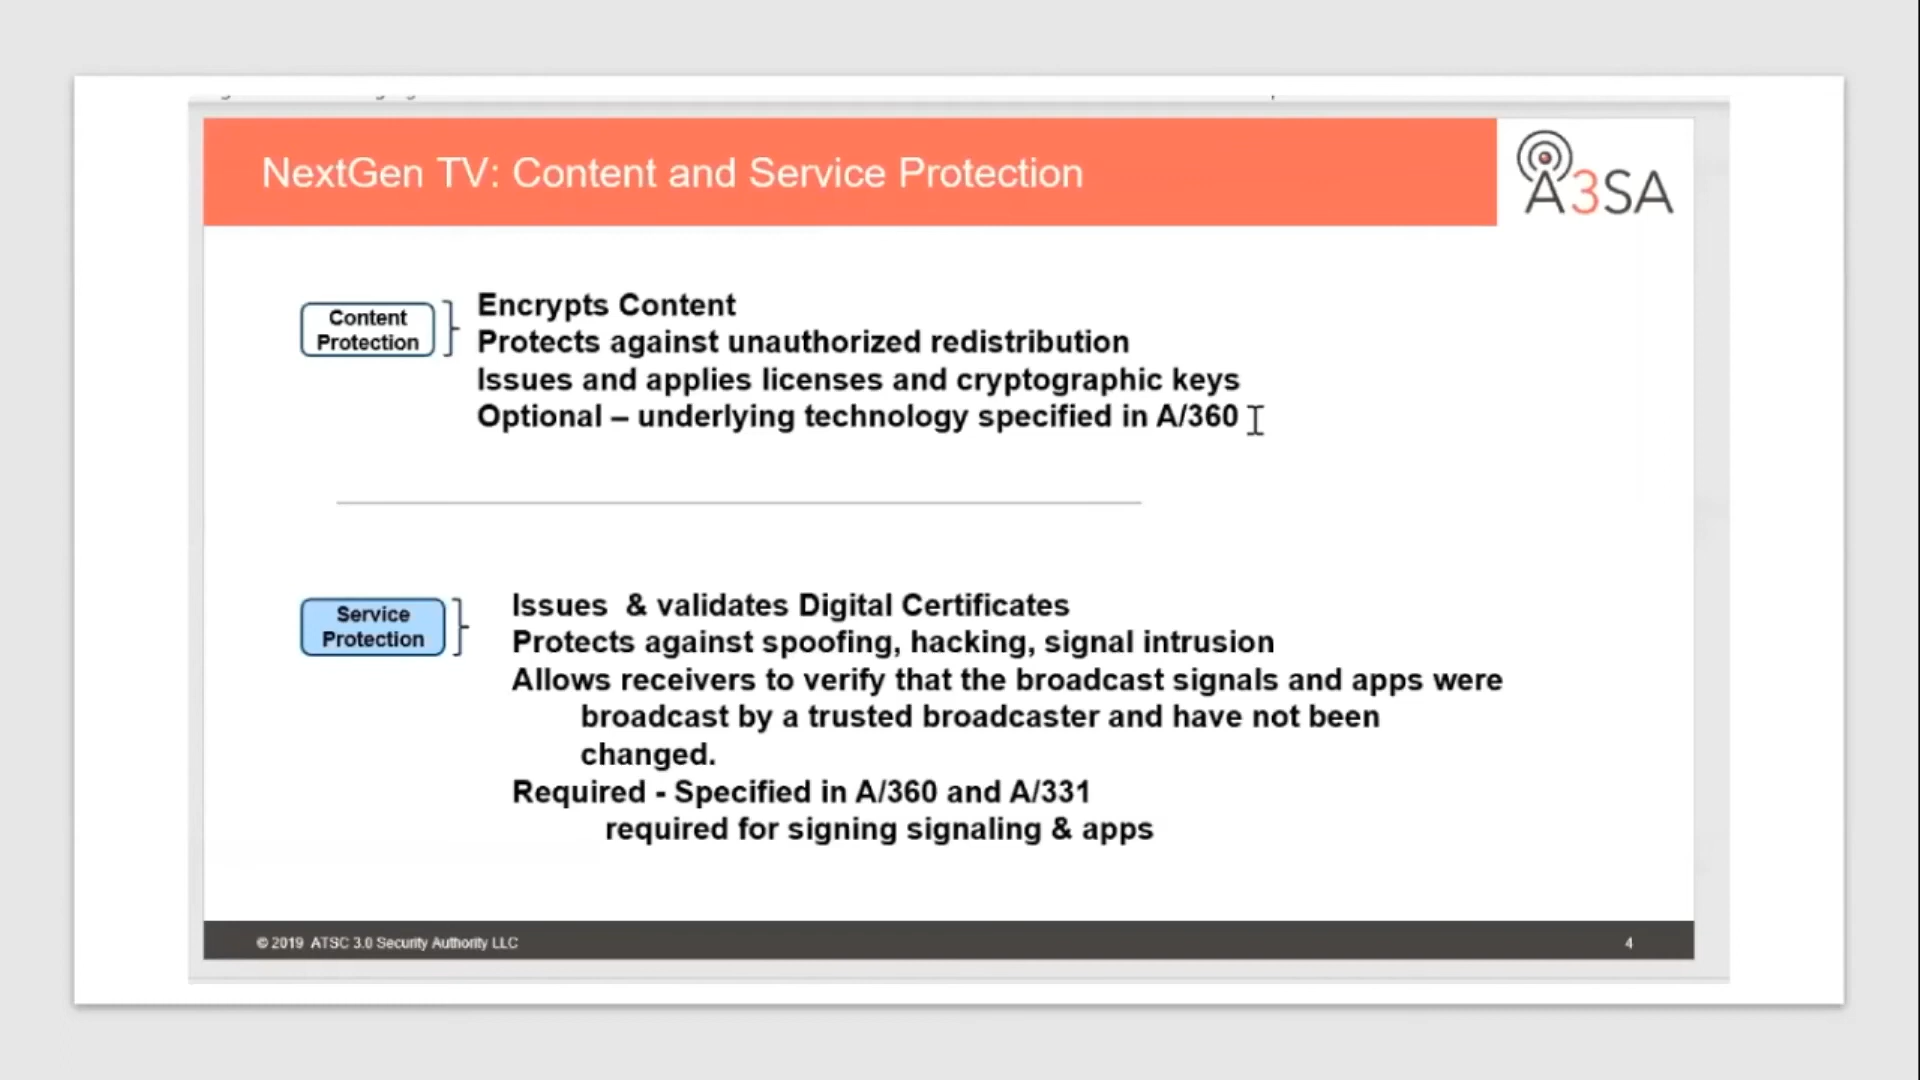 NextGen TV: Content and Service Protection
A3SA
Content
Protection
Encrypts Content
Protects against unauthorized redistribution
Issues and applies licenses and cryptographic keys
Optional – underlying technology specified in A/360
Service
Protection
Issues & validates Digital Certificates
Protects against spoofing, hacking, signal intrusion
Allows receivers to verify that the broadcast signals and apps were
broadcast by a trusted broadcaster and have not been
changed.
Required - Specified in A/360 and A/331
required for signing signaling & apps
© 2019 ATSC 3.0 Security Authority LLC
4